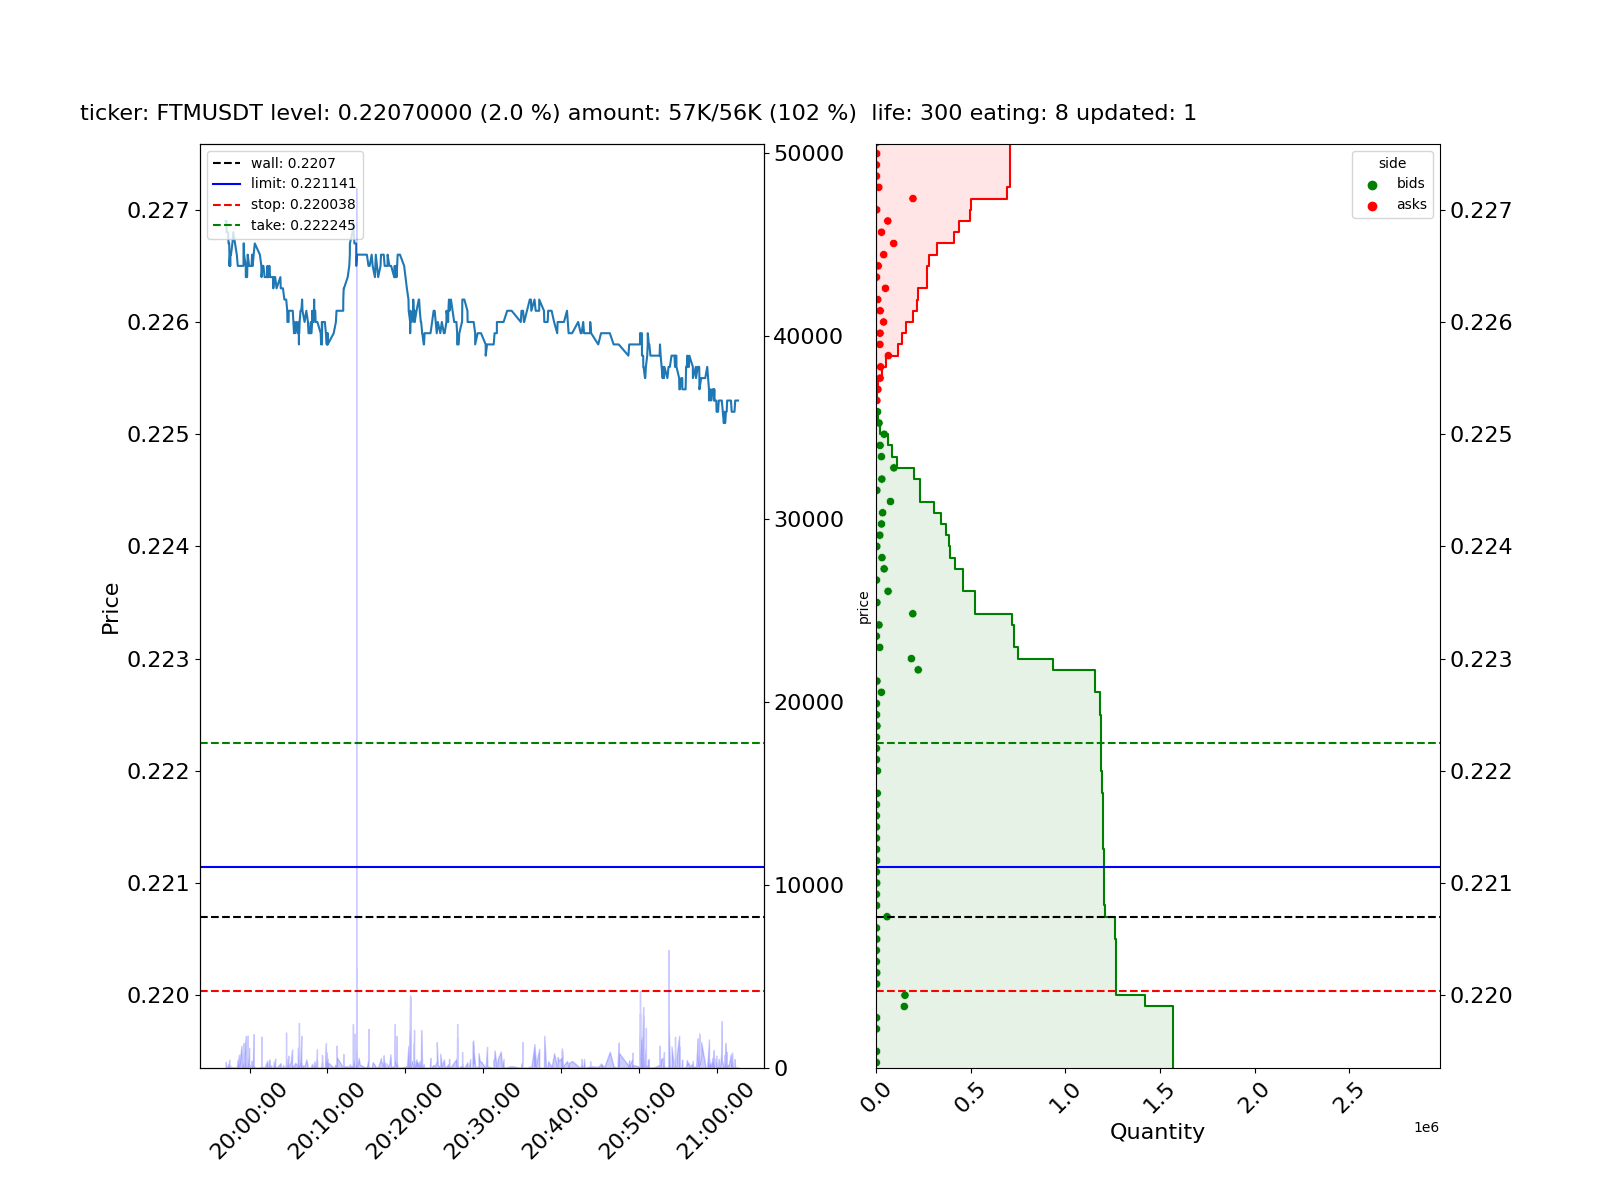 ticker: FTMUSDT level: 0.22070000 (2.0 %) amount: 57K/56K (102 %)  life: 300 eating: 8 updated: 1
wall: 0.2207
limit: 0.221141
stop: 0.220038
take: 0.222245
Price
0.227
0.226
0.225
0.224
0.223
0.222
0.221
0.220
50000
40000
30000
20000
10000
0
20:00:00
20:10:00
20:20:00
20:30:00
20:40:00
20:50:00
21:00:00
side
bids
asks
price
0.227
0.226
0.225
0.224
0.223
0.222
0.221
0.220
0.0
0.5
1.0
1.5
2.0
2.5
Quantity
1e6